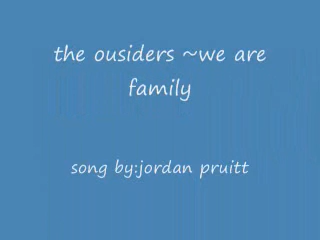 the ousiders ~we are
family
song by:jordan pruitt